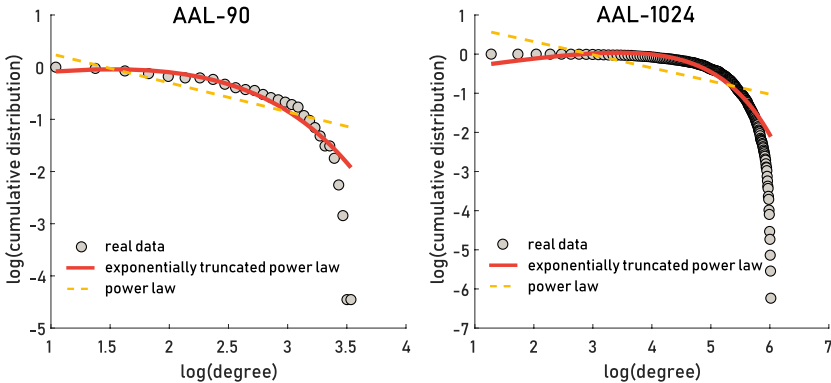 AAL-90
log(cumulative distribution)
1
0
-1
-2
-3
-4
-5
real data
exponentially truncated power law
power law
1
1.5
2
2.5
3
3.5
4
log(degree)
AAL-1024
log(cumulative distribution)
1
0
-1
-2
-3
-4
-5
-6
-7
real data
exponentially truncated power law
power law
1
2
3
4
5
6
7
log(degree)